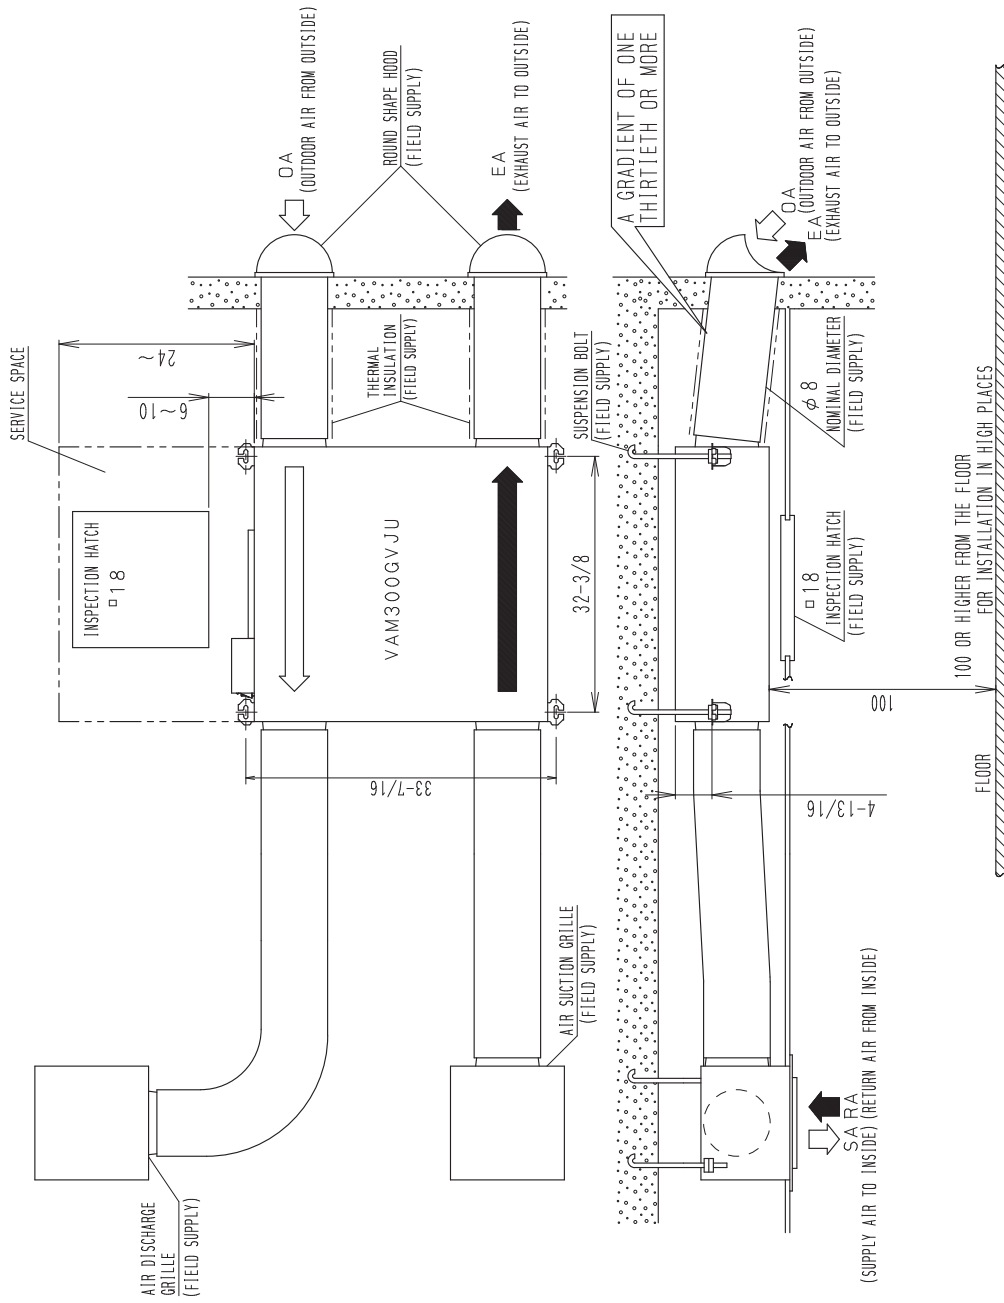 AIR DISCHARGE
GRILLE
(FIELD SUPPLY)
SERVICE SPACE
INSPECTION HATCH
□18
24~
6~10
OA
(OUTDOOR AIR FROM OUTSIDE)
ROUND SHAPE HOOD
(FIELD SUPPLY)
EA
(EXHAUST AIR TO OUTSIDE)
THERMAL
INSULATION
(FIELD SUPPLY)
VAM300GVJU
33-7/16
32-3/8
AIR SUCTION GRILLE
(FIELD SUPPLY)
SUSPENSION BOLT
(FIELD SUPPLY)
A GRADIENT OF ONE
THIRTIETH OR MORE
OA
(OUTDOOR AIR FROM OUTSIDE)
EA
(EXHAUST AIR TO OUTSIDE)
φ8
NOMINAL DIAMETER
(FIELD SUPPLY)
□18
INSPECTION HATCH
(FIELD SUPPLY)
4-13/16
100
SA RA
(SUPPLY AIR TO INSIDE) (RETURN AIR FROM INSIDE)
100 OR HIGHER FROM THE FLOOR
FOR INSTALLATION IN HIGH PLACES
FLOOR